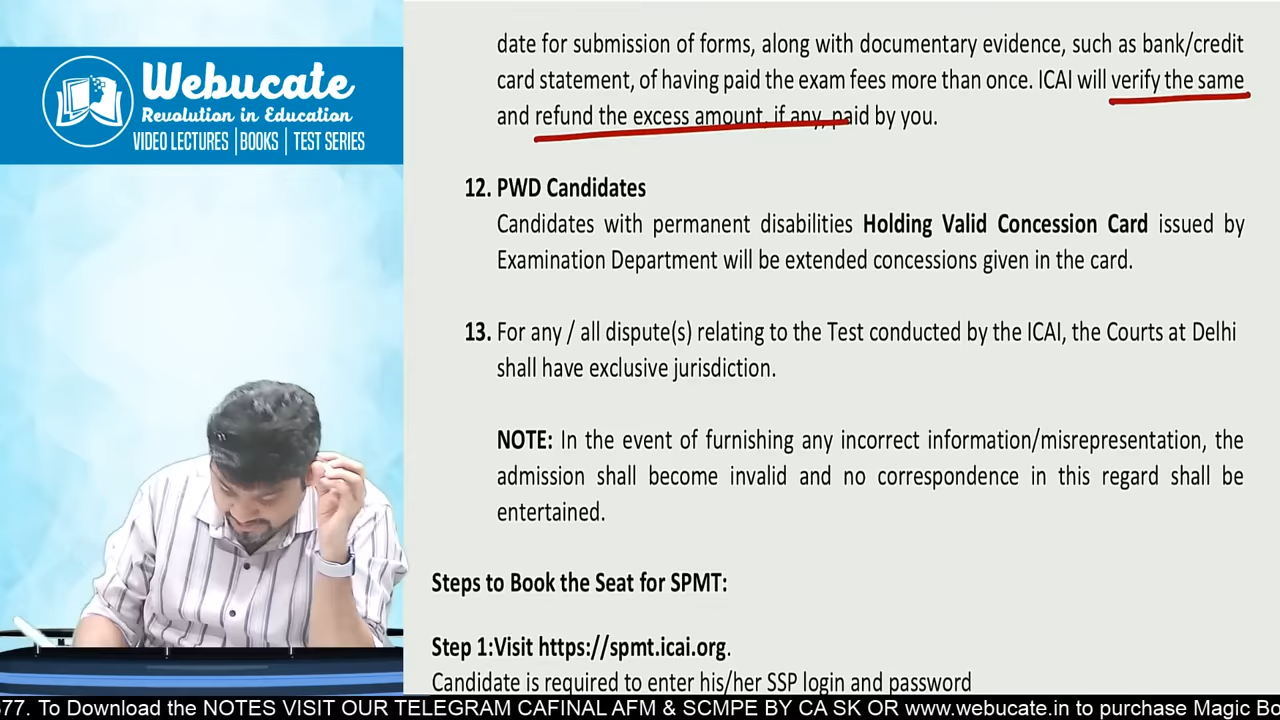 Webucate
Revolution in Education
VIDEO LECTURES | BOOKS | TEST SERIES
date for submission of forms, along with documentary evidence, such as bank/credit
card statement, of having paid the exam fees more than once. ICAI will verify the same
and refund the excess amount, if any, paid by you.
12. PWD Candidates
Candidates with permanent disabilities Holding Valid Concession Card issued by
Examination Department will be extended concessions given in the card.
13. For any / all dispute(s) relating to the Test conducted by the ICAI, the Courts at Delhi
shall have exclusive jurisdiction.
NOTE: In the event of furnishing any incorrect information/misrepresentation, the
admission shall become invalid and no correspondence in this regard shall be
entertained.
Steps to Book the Seat for SPMT:
Step 1:Visit https://spmt.icai.org.
Candidate is required to enter his/her SSP login and password
577. To Download the NOTES VISIT OUR TELEGRAM CAFINAL AFM & SCMPE BY CA SK OR www.webucate.in to purchase Magic Bo